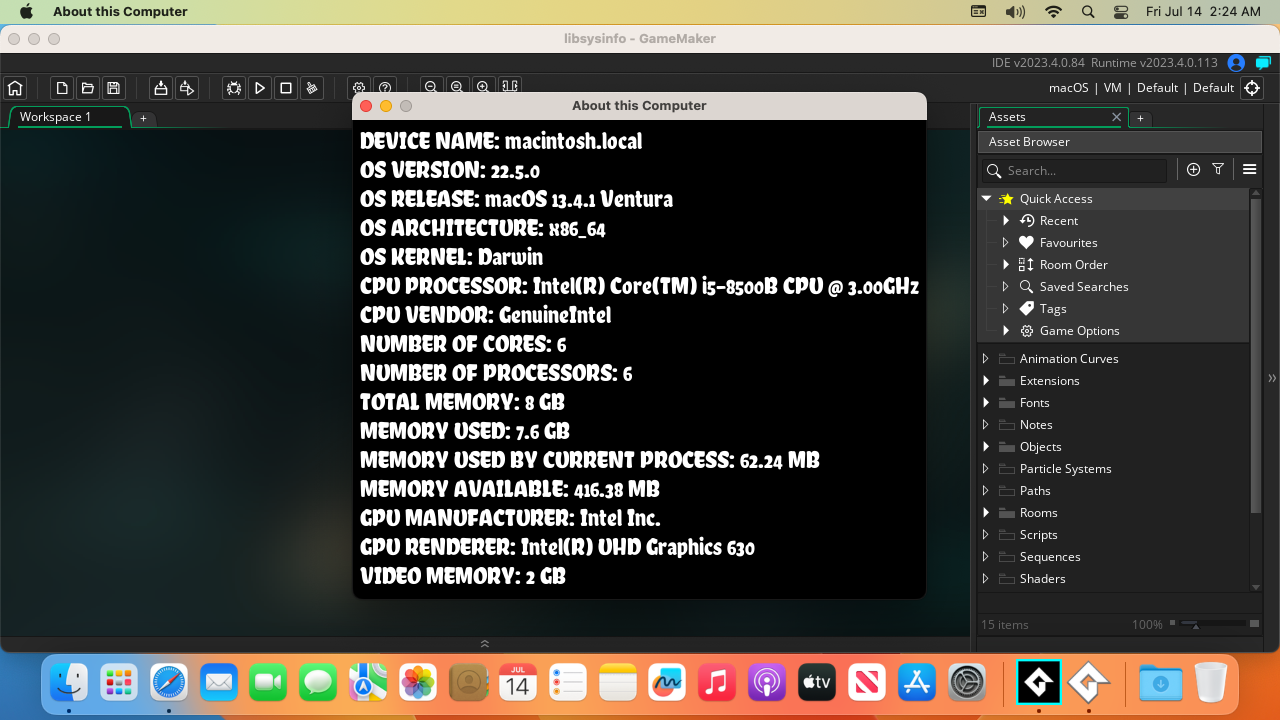 About this Computer
Fri Jul 14 2:24 AM
libsysinfo - GameMaker
IDE v2023.4.0.84 Runtime v2023.4.0.113
macOS | VM | Default | Default
Workspace 1
+
About this Computer
DEVICE NAME: macintosh.local
OS VERSION: 22.5.0
OS RELEASE: macOS 13.4.1 Ventura
OS ARCHITECTURE: x86_64
OS KERNEL: Darwin
CPU PROCESSOR: Intel(R) Core(TM) i5-8500B CPU @ 3.00GHz
CPU VENDOR: GenuineIntel
NUMBER OF CORES: 6
NUMBER OF PROCESSORS: 6
TOTAL MEMORY: 8 GB
MEMORY USED: 7.6 GB
MEMORY USED BY CURRENT PROCESS: 62.24 MB
MEMORY AVAILABLE: 416.38 MB
GPU MANUFACTURER: Intel Inc.
GPU RENDERER: Intel(R) UHD Graphics 630
VIDEO MEMORY: 2 GB
Assets
+
Asset Browser
Search...
Quick Access
Recent
Favourites
Room Order
Saved Searches
Tags
Game Options
Animation Curves
Extensions
Fonts
Notes
Objects
Particle Systems
Paths
Rooms
Scripts
Sequences
Shaders
15 items 100%
JUL
14
tv